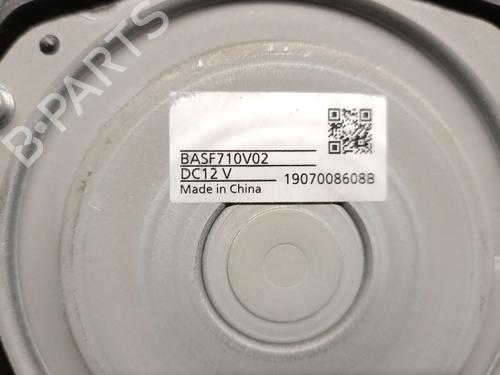 B-PARTS
BASF710V02
DC12 V
Made in China
1907008608B